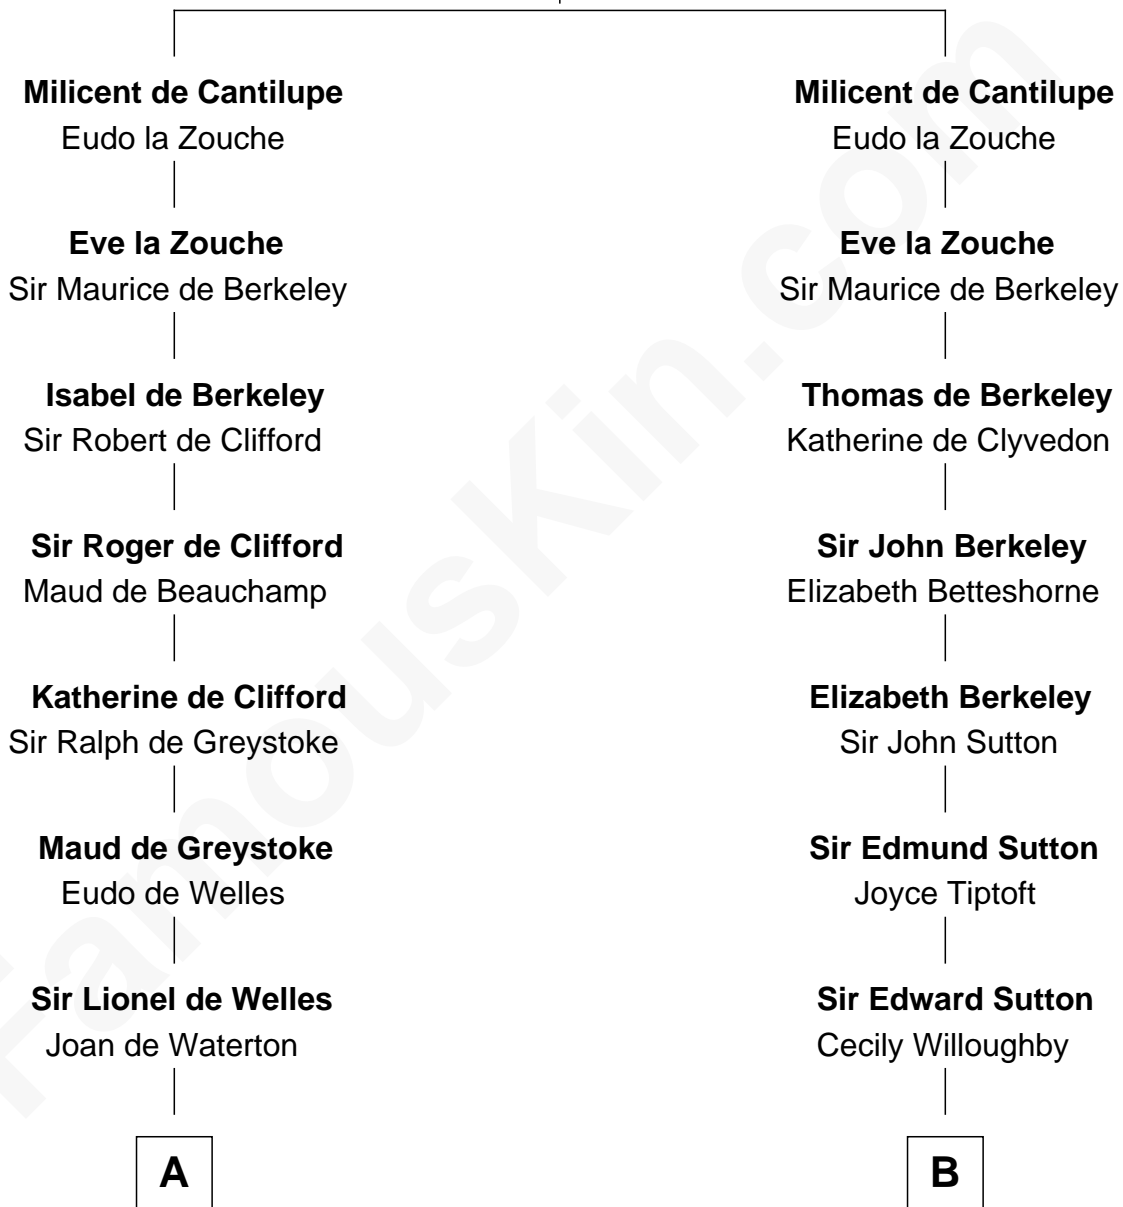 Milicent de Cantilupe
Eudo la Zouche
Eve la Zouche
Sir Maurice de Berkeley
Isabel de Berkeley
Sir Robert de Clifford
Sir Roger de Clifford
Maud de Beauchamp
Katherine de Clifford
Sir Ralph de Greystoke
Maud de Greystoke
Eudo de Welles
Sir Lionel de Welles
Joan de Waterton
A
Milicent de Cantilupe
Eudo la Zouche
Eve la Zouche
Sir Maurice de Berkeley
Thomas de Berkeley
Katherine de Clyvedon
Sir John Berkeley
Elizabeth Betteshorne
Elizabeth Berkeley
Sir John Sutton
Sir Edmund Sutton
Joyce Tiptoft
Sir Edward Sutton
Cecily Willoughby
B
FamousKin.com